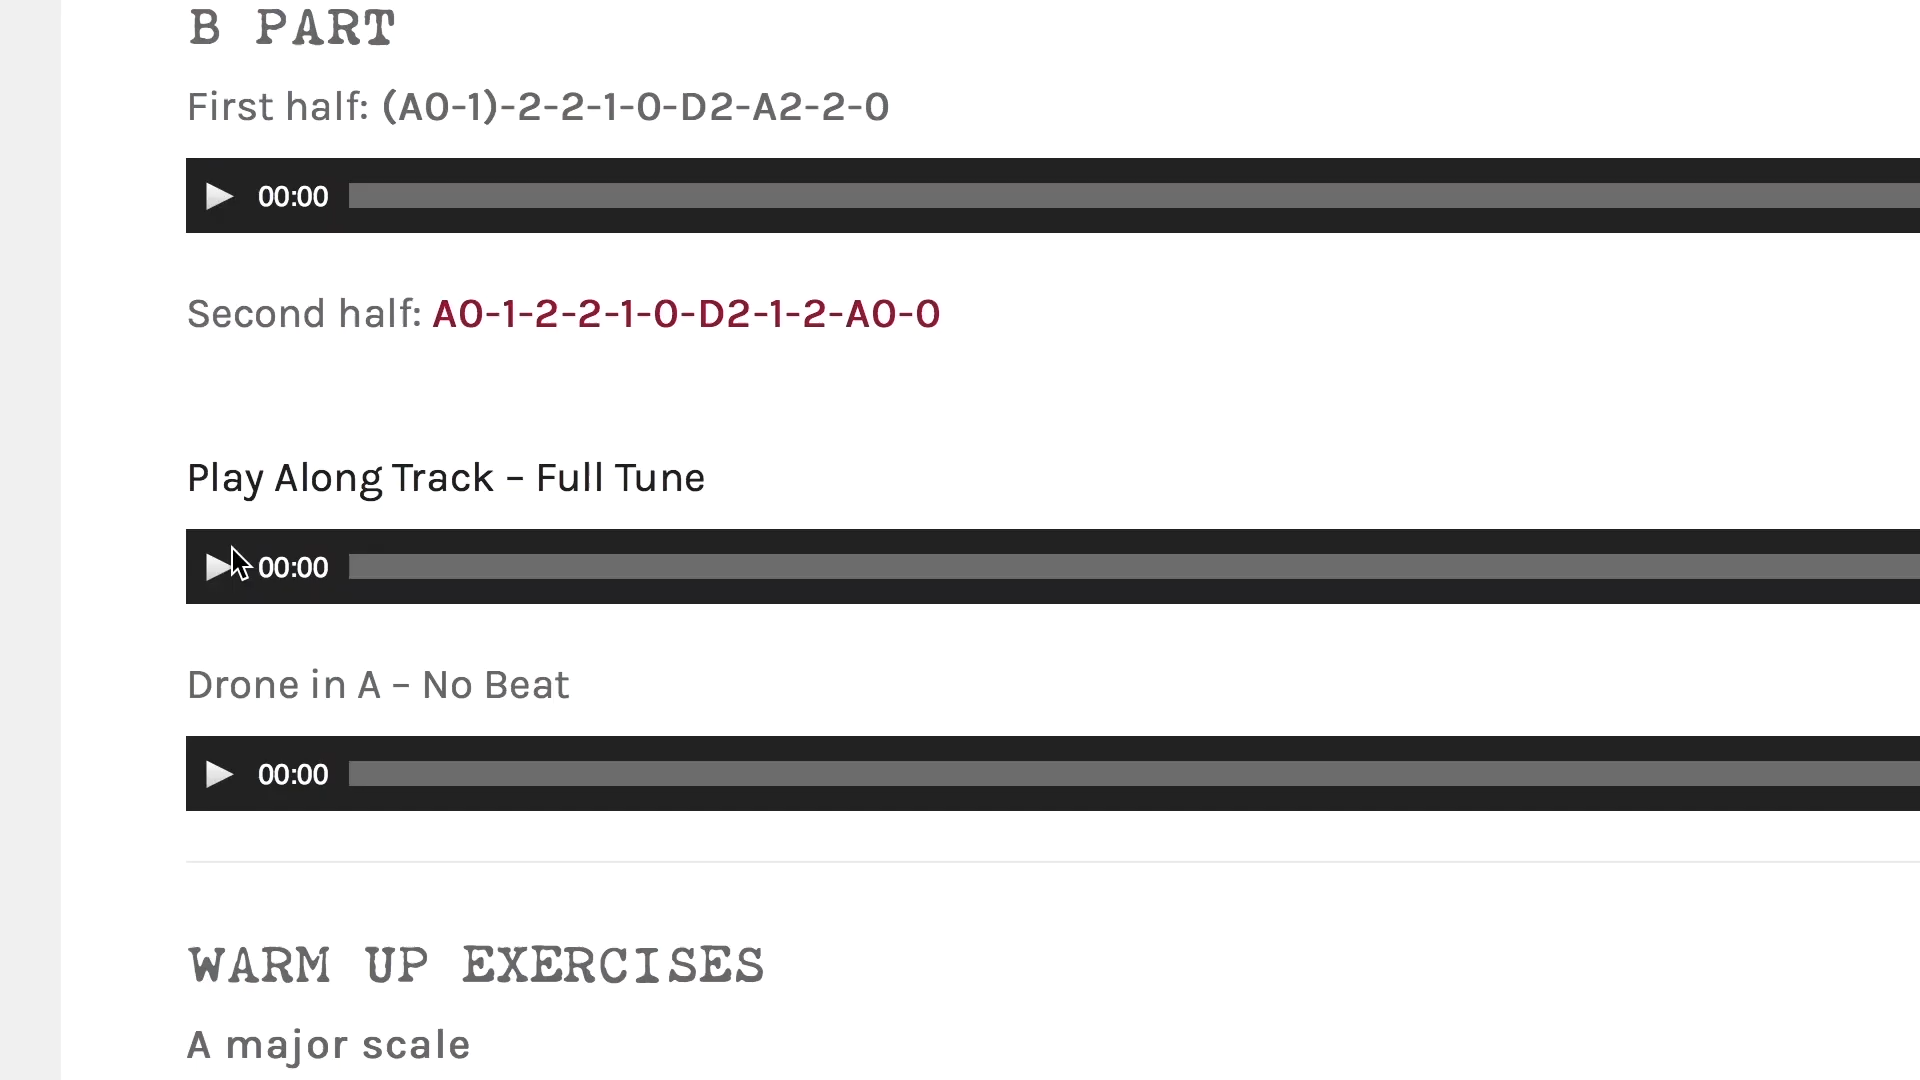 B PART
First half: (A0-1)-2-2-1-0-D2-A2-2-0
00:00
Second half: A0-1-2-2-1-0-D2-1-2-A0-0
Play Along Track – Full Tune
00:00
Drone in A – No Beat
00:00
WARM UP EXERCISES
A major scale